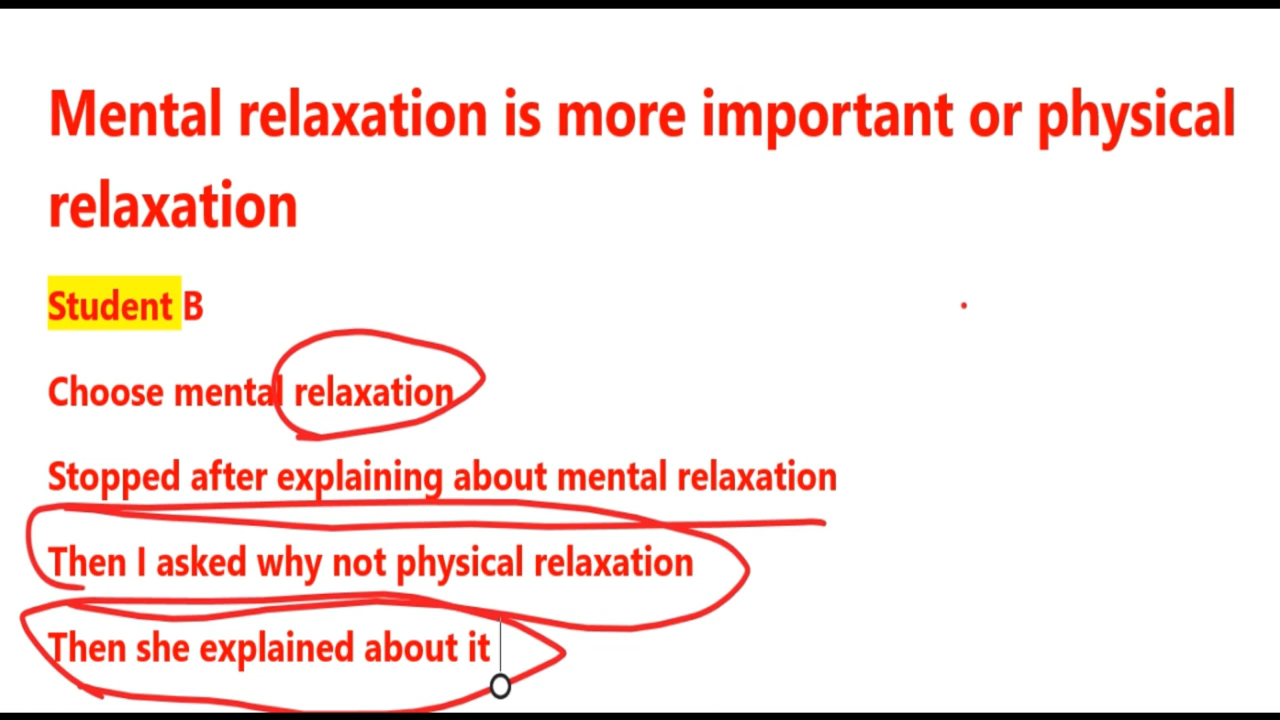 Mental relaxation is more important or physical
relaxation
Student B
Choose mental relaxation
Stopped after explaining about mental relaxation
Then I asked why not physical relaxation
Then she explained about it